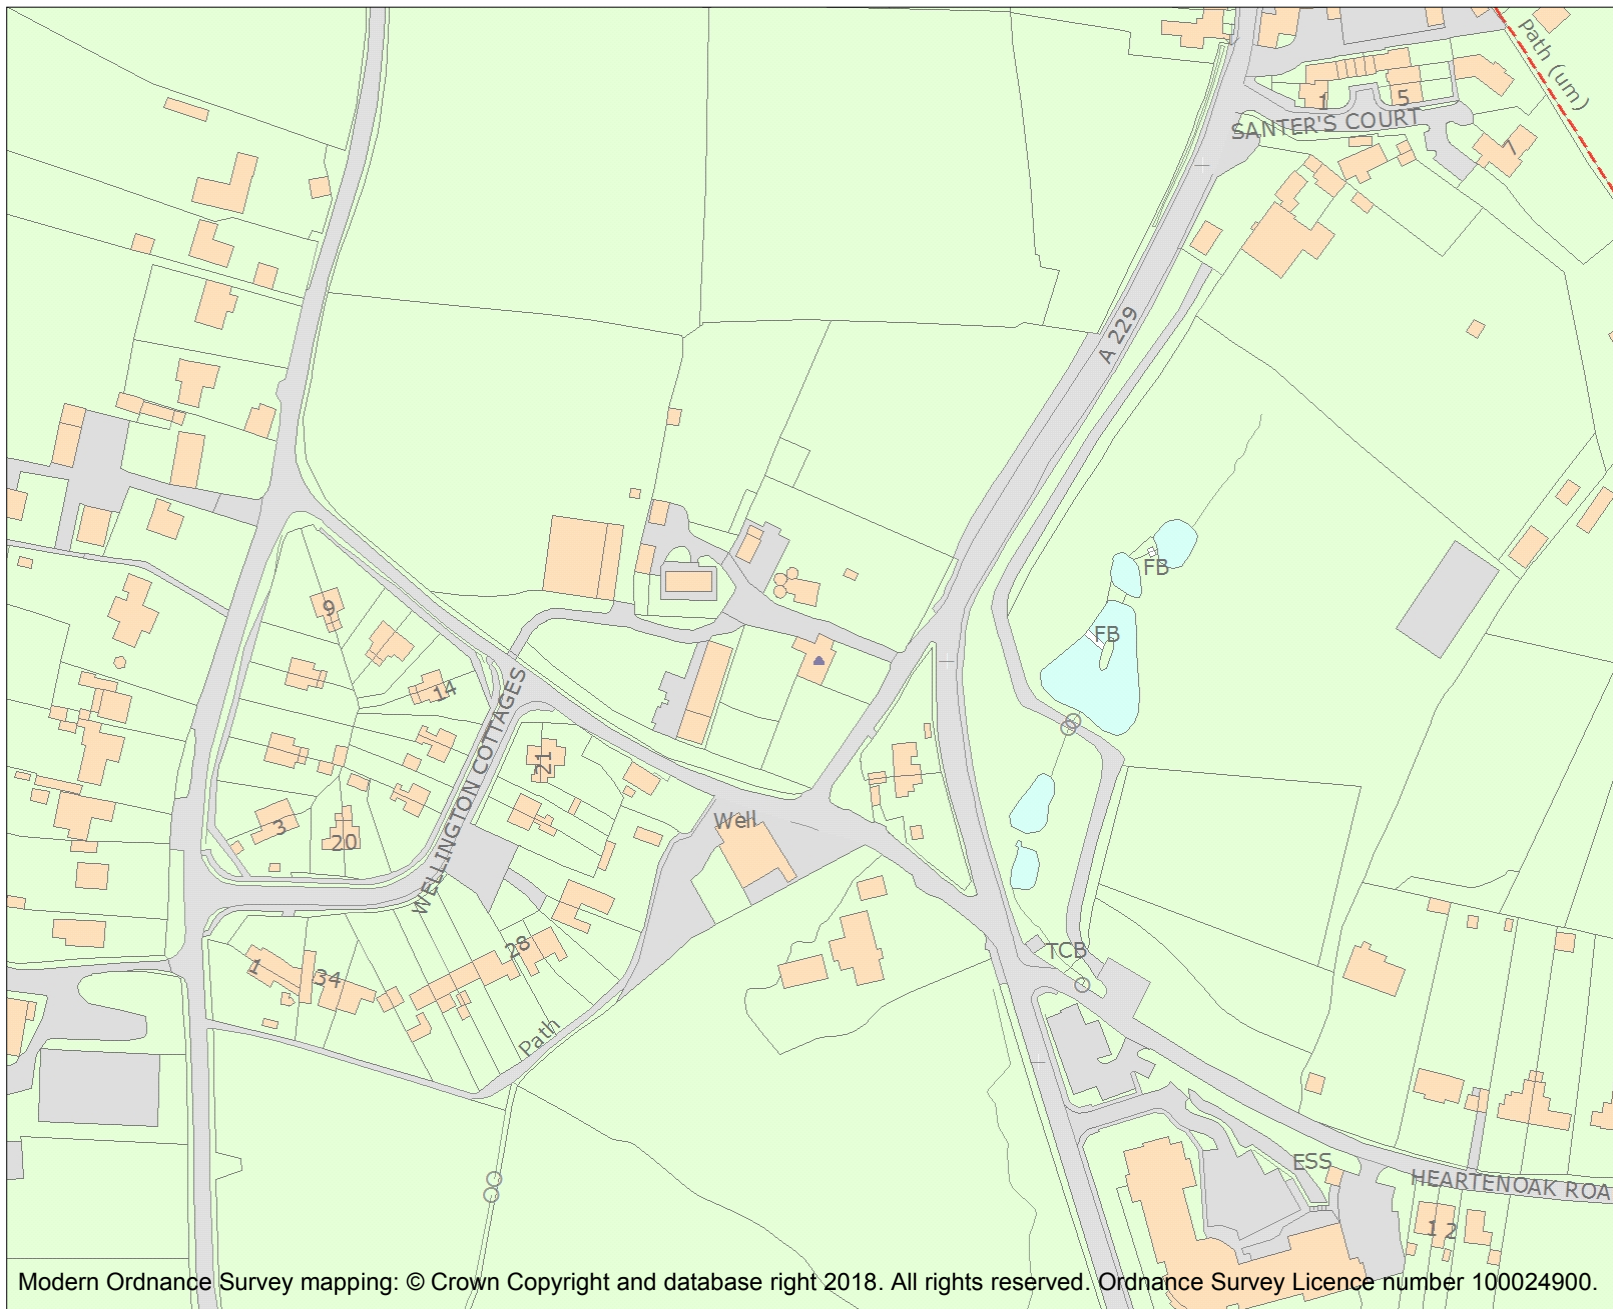 Path (um)
1
5
SANTER'S COURT
7
A 229
FB
FB
9
14
WELLINGTON COTTAGES
21
Well
3
20
28
TCB
1
34
Path
ESS
HEARTENOAK ROA
1 2
Modern Ordnance Survey mapping: © Crown Copyright and database right 2018. All rights reserved. Ordnance Survey Licence number 100024900.